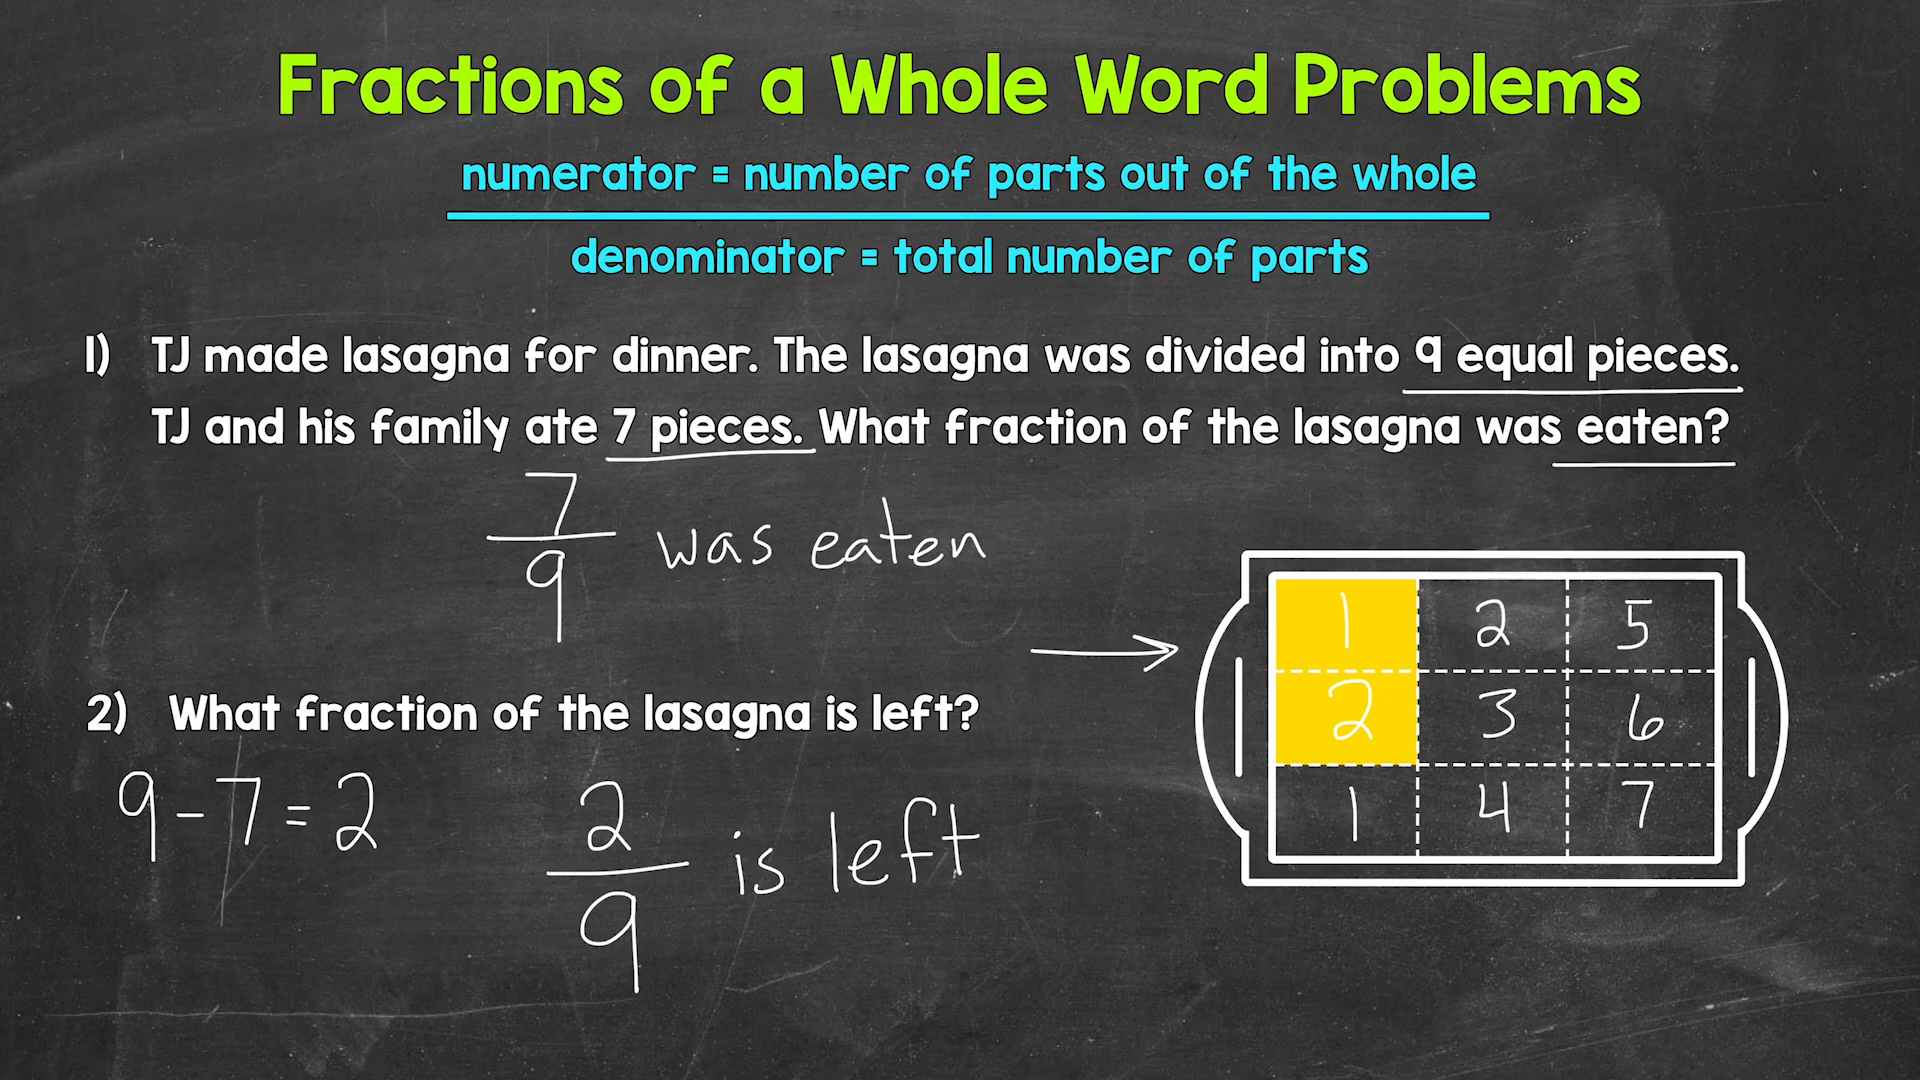 Fractions of a Whole Word Problems
numerator = number of parts out of the whole
denominator = total number of parts
1) TJ made lasagna for dinner. The lasagna was divided into 9 equal pieces.
TJ and his family ate 7 pieces. What fraction of the lasagna was eaten?
7
9
was eaten
2) What fraction of the lasagna is left?
9-7=2
2
9
is left
1 2 5
2 3 6
1 4 7